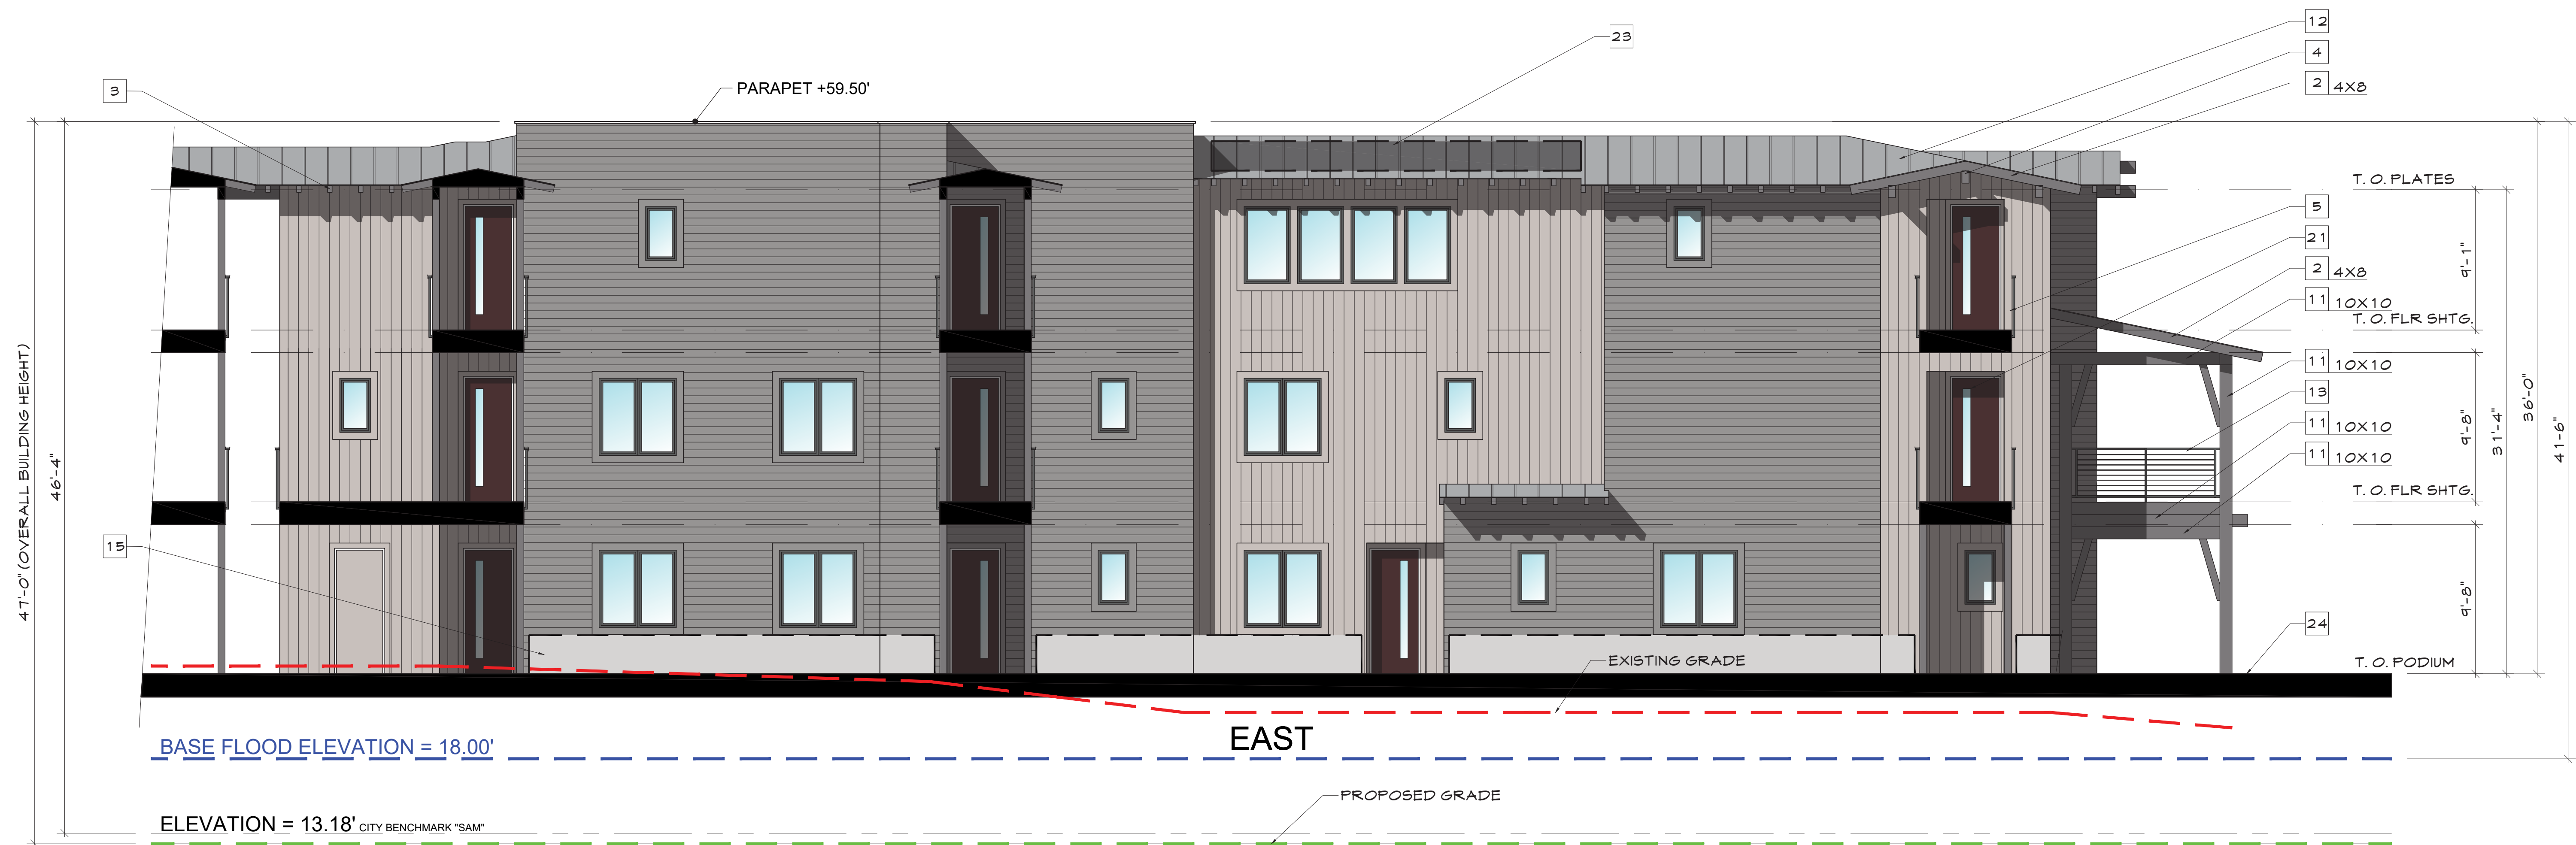 12
23
4
2 4X8
PARAPET +59.50'
3
T. O. PLATES
5
21
9'-1"
2 4X8
11 10X10
T. O. FLR SHTG.
11 10X10
13
9'-8"
31'-4"
36'-0"
41'-6"
11 10X10
11 10X10
T. O. FLR SHTG.
47'-0" (OVERALL BUILDING HEIGHT)
46'-4"
15
9'-8"
24
EXISTING GRADE
T. O. PODIUM
EAST
BASE FLOOD ELEVATION = 18.00'
PROPOSED GRADE
ELEVATION = 13.18' CITY BENCHMARK "SAM"